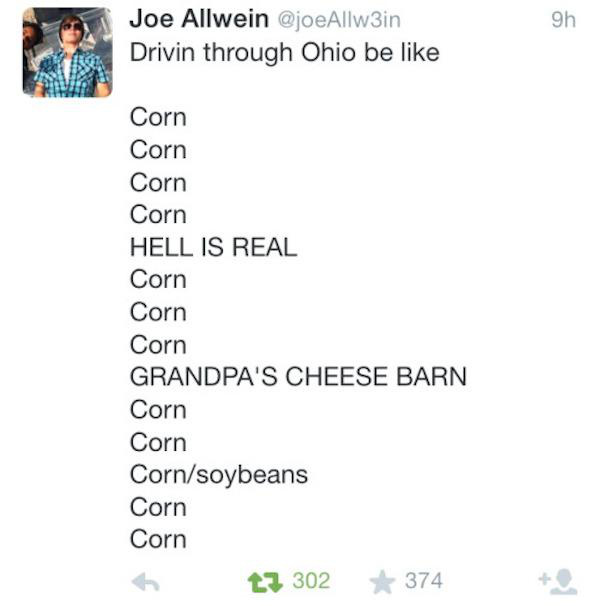 Joe Allwein @joeAllw3in 9h
Drivin through Ohio be like

Corn
Corn
Corn
Corn
HELL IS REAL
Corn
Corn
Corn
GRANDPA'S CHEESE BARN
Corn
Corn
Corn/soybeans
Corn
Corn
302 374